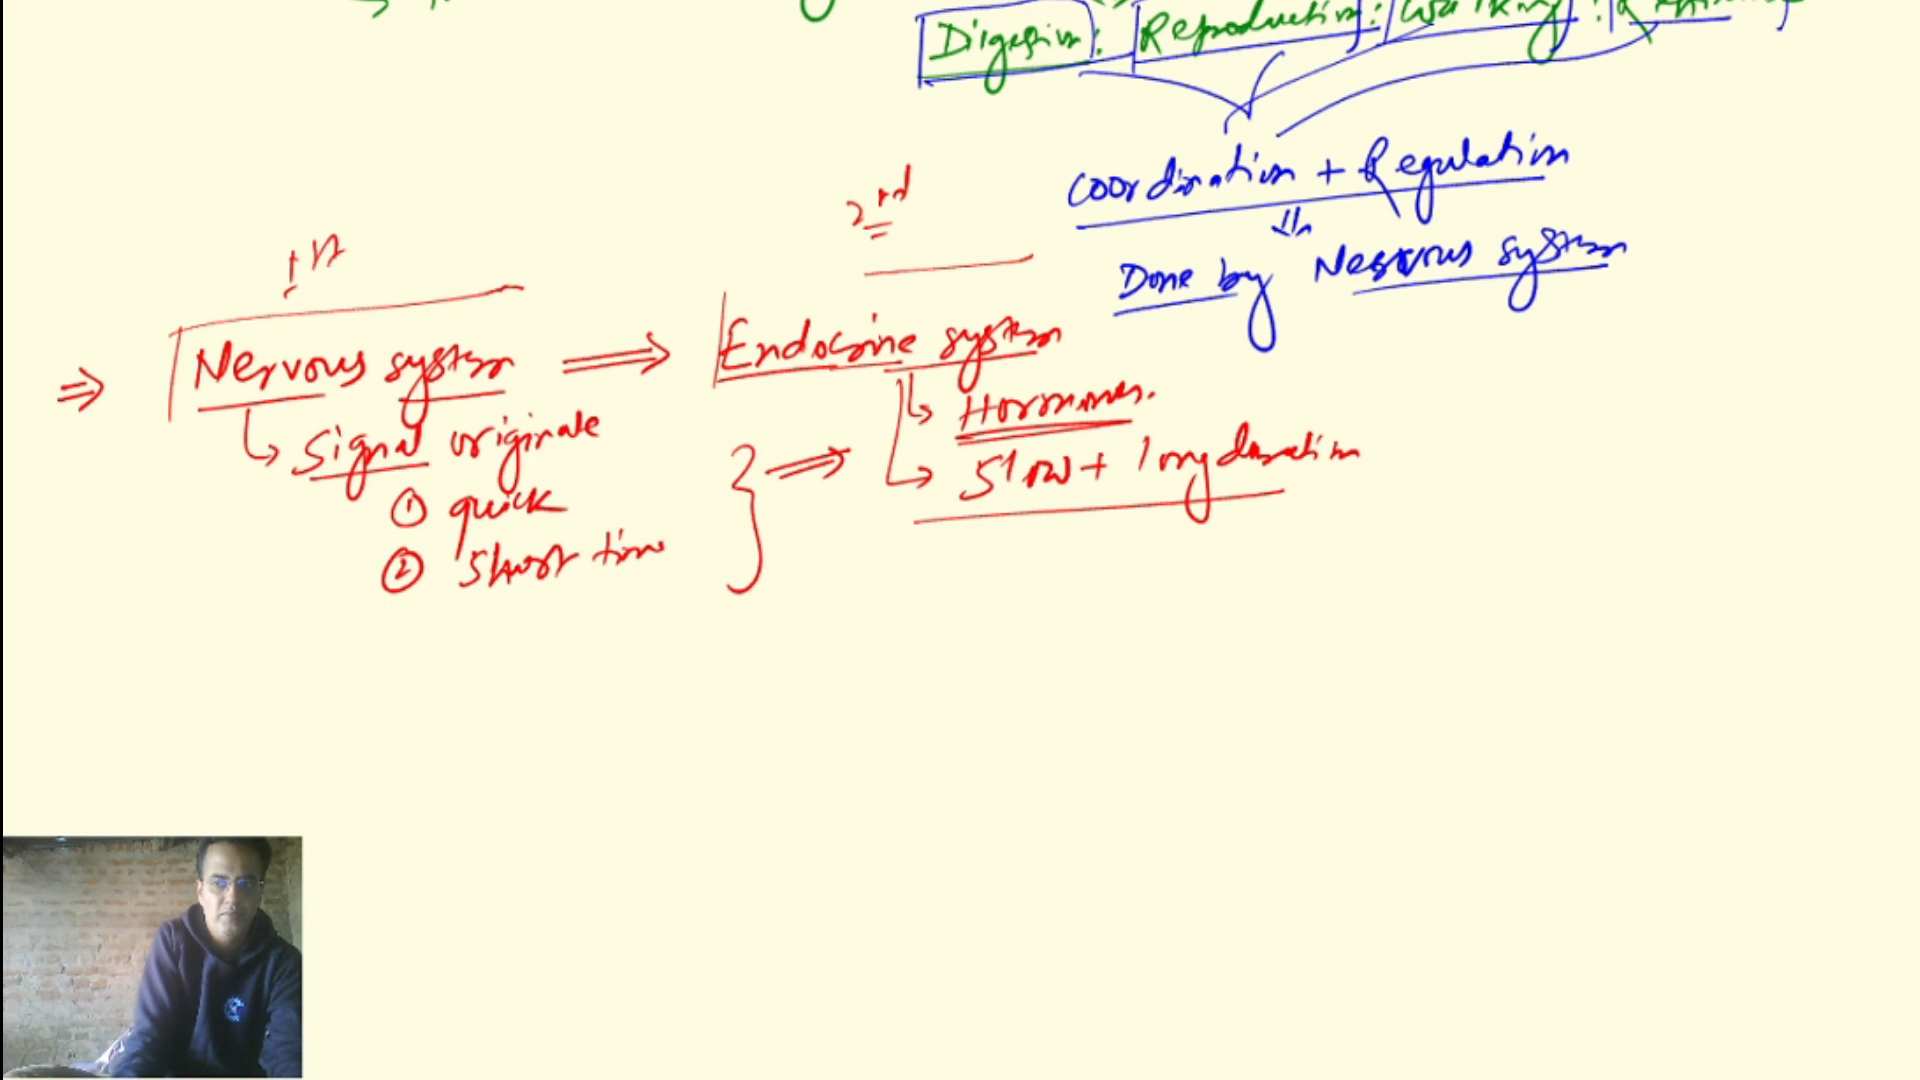 Digestion: Reproduction: Walking:
Coordination + Regulation
Done by Nervous system
1st
2rd
⇒ Nervous system ⇒ Endocrine system
↳ Signal originate
① quick
② Short time
} ⇒
↳ Hormones.
↳ Slow + long duration